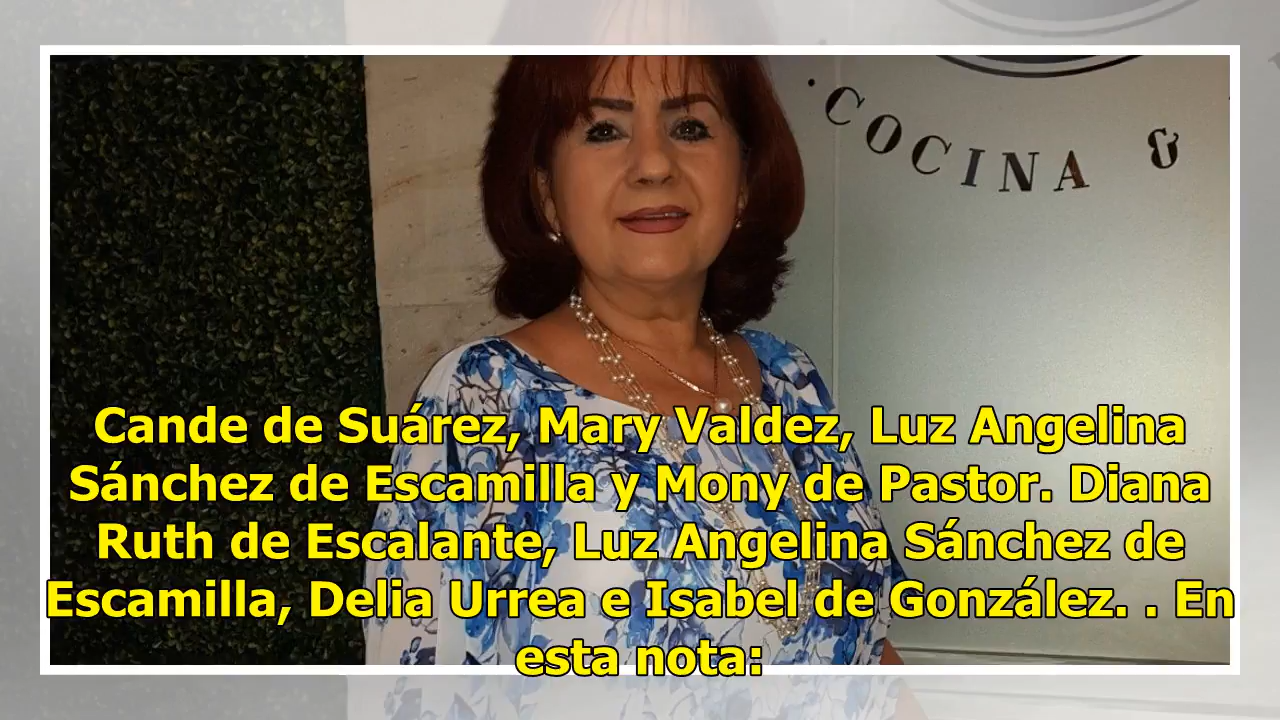 ·COCINA &
Cande de Suárez, Mary Valdez, Luz Angelina
Sánchez de Escamilla y Mony de Pastor. Diana
Ruth de Escalante, Luz Angelina Sánchez de
Escamilla, Delia Urrea e Isabel de González. . En
esta nota: